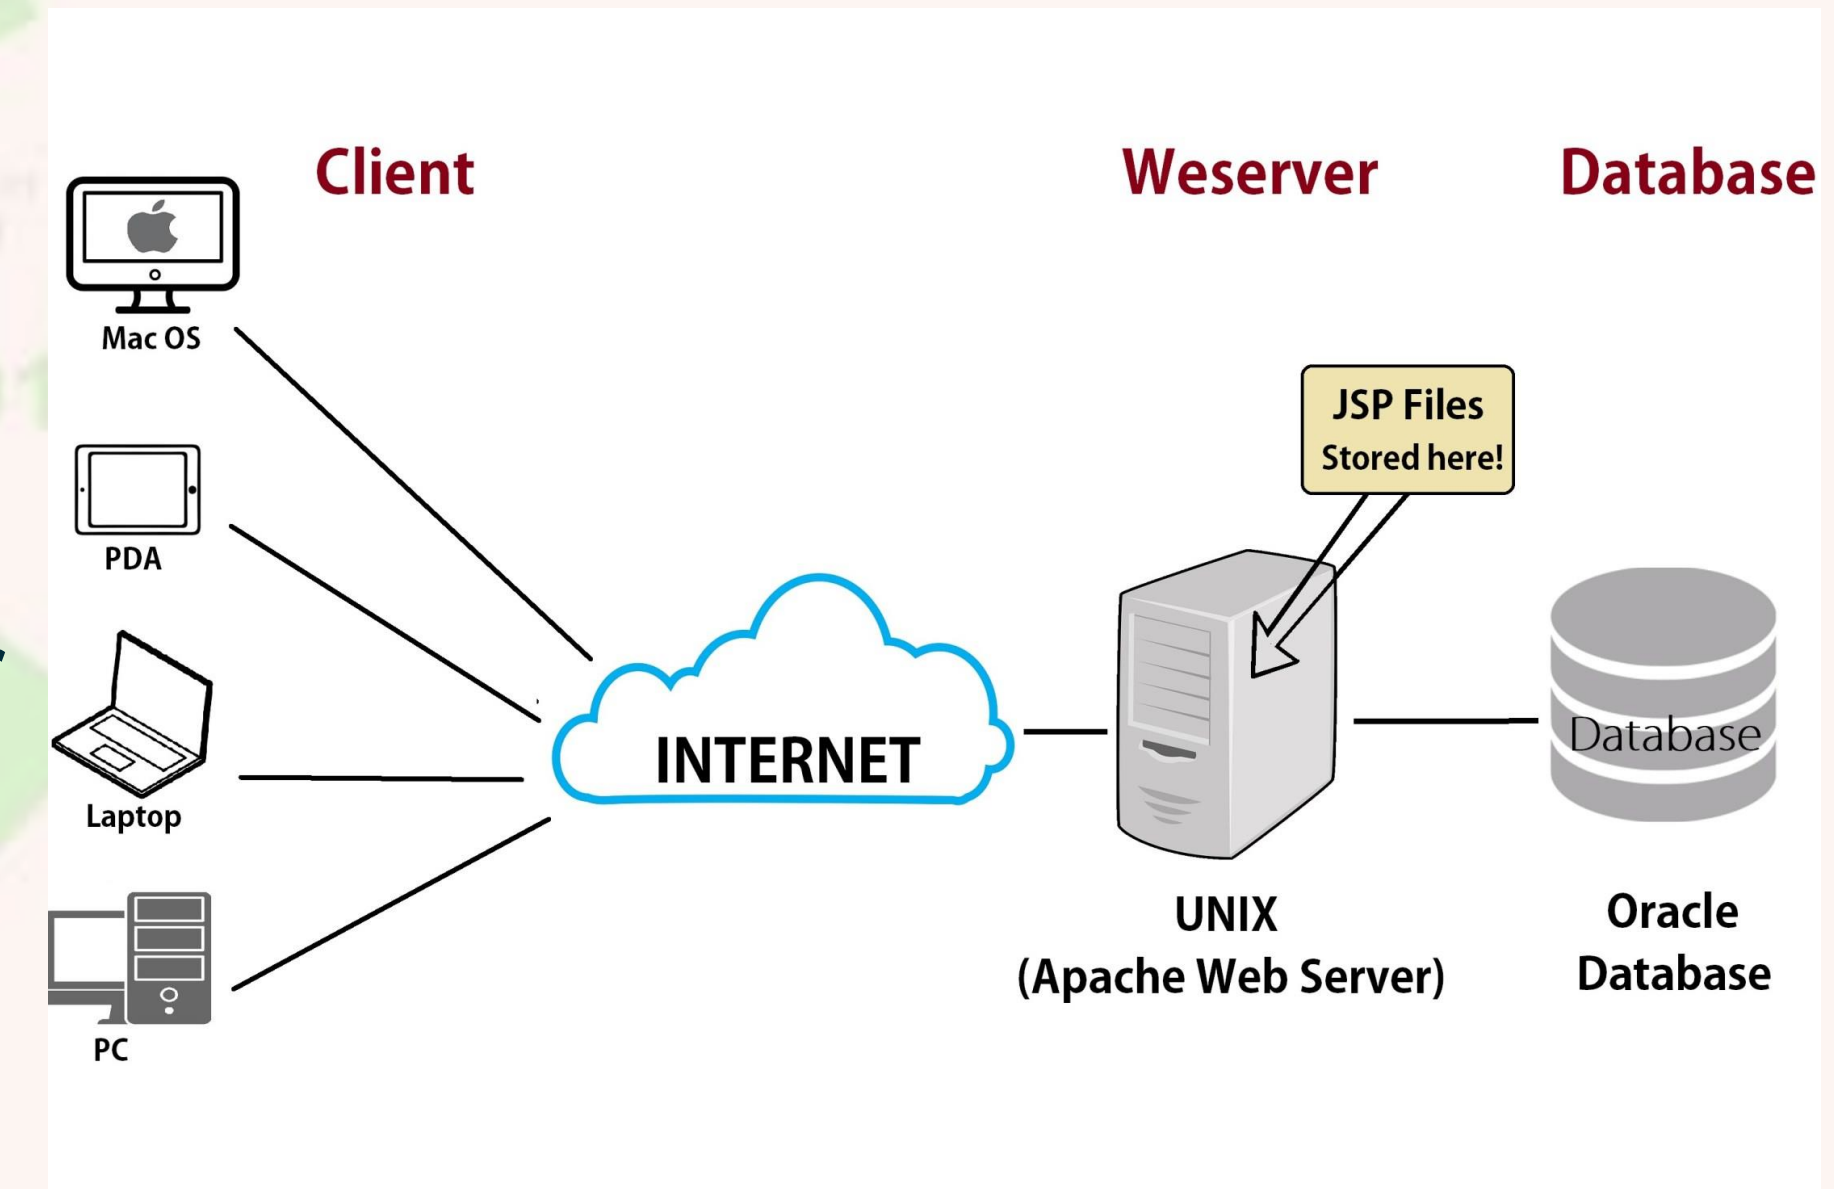 Client
Weserver
Database
Mac OS
JSP Files
Stored here!
PDA
INTERNET
Database
Laptop
UNIX
(Apache Web Server)
Oracle
Database
PC